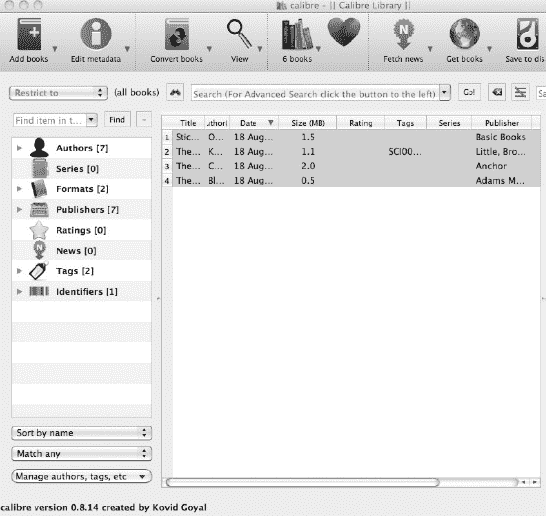 calibre - || Calibre Library ||
Add books Edit metadata Convert books View 6 books Fetch news Get books Save to dis
Restrict to (all books) Search (For Advanced Search click the button to the left) Go! Sa
Find item in t... Find -
Title uthor Date Size (MB) Rating Tags Series Publisher
1 Stic... O... 18 Aug... 1.5 Basic Books
2 The... K... 18 Aug... 1.1 SCI00... Little, Bro...
3 The... C... 18 Aug... 2.0 Anchor
4 The... Bl... 18 Aug... 0.5 Adams M...
Authors [7]
Series [0]
Formats [2]
Publishers [7]
Ratings [0]
News [0]
Tags [2]
Identifiers [1]
Sort by name
Match any
Manage authors, tags, etc
calibre version 0.8.14 created by Kovid Goyal